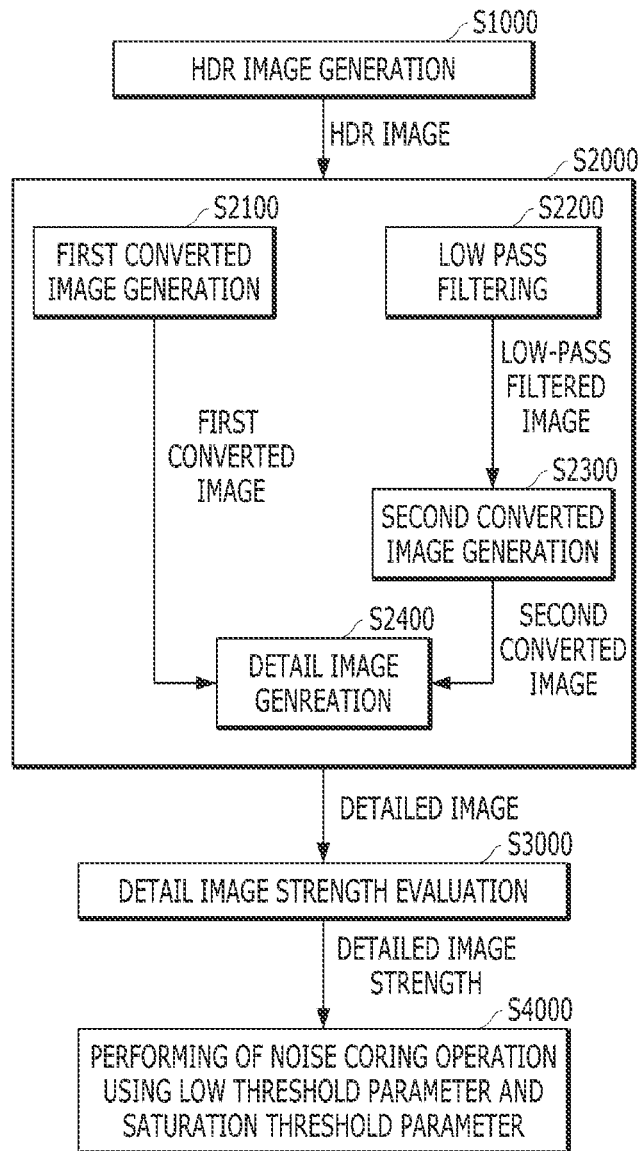 S1000
HDR IMAGE GENERATION
HDR IMAGE
S2000
S2100
FIRST CONVERTED
IMAGE GENERATION
S2200
LOW PASS
FILTERING
LOW-PASS
FILTERED
IMAGE
FIRST
CONVERTED
IMAGE
S2300
SECOND CONVERTED
IMAGE GENERATION
SECOND
CONVERTED
IMAGE
S2400
DETAIL IMAGE
GENREATION
DETAILED IMAGE
S3000
DETAIL IMAGE STRENGTH EVALUATION
DETAILED IMAGE
STRENGTH
S4000
PERFORMING OF NOISE CORING OPERATION
USING LOW THRESHOLD PARAMETER AND
SATURATION THRESHOLD PARAMETER